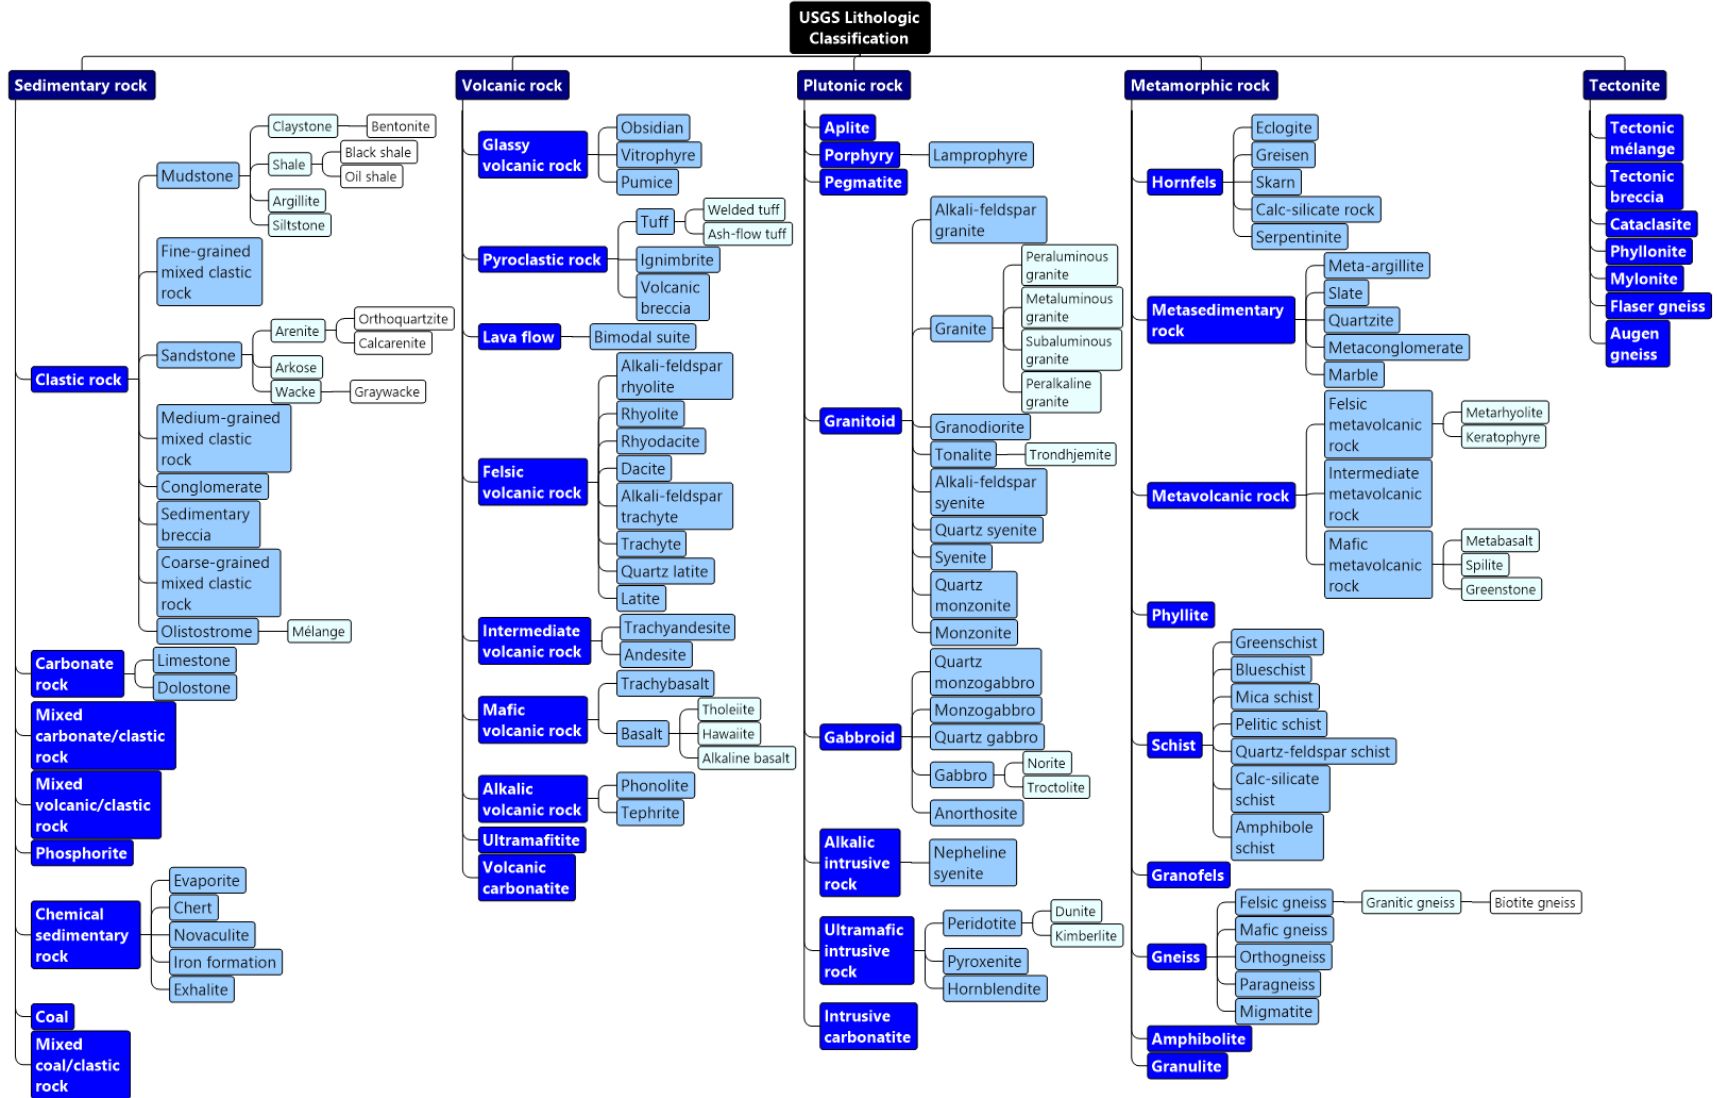 USGS Lithologic
Classification
Sedimentary rock
Clastic rock
Mudstone
Claystone
Bentonite
Shale
Black shale
Oil shale
Argillite
Siltstone
Fine-grained
mixed clastic
rock
Sandstone
Arenite
Orthoquartzite
Calcarenite
Arkose
Wacke
Graywacke
Medium-grained
mixed clastic
rock
Conglomerate
Sedimentary
breccia
Coarse-grained
mixed clastic
rock
Olistostrome
Mélange
Carbonate
rock
Limestone
Dolostone
Mixed
carbonate/clastic
rock
Mixed
volcanic/clastic
rock
Phosphorite
Chemical
sedimentary
rock
Evaporite
Chert
Novaculite
Iron formation
Exhalite
Coal
Mixed
coal/clastic
rock
Volcanic rock
Glassy
volcanic rock
Obsidian
Vitrophyre
Pumice
Pyroclastic rock
Tuff
Welded tuff
Ash-flow tuff
Ignimbrite
Volcanic
breccia
Lava flow
Bimodal suite
Felsic
volcanic rock
Alkali-feldspar
rhyolite
Rhyolite
Rhyodacite
Dacite
Alkali-feldspar
trachyte
Trachyte
Quartz latite
Latite
Intermediate
volcanic rock
Trachyandesite
Andesite
Mafic
volcanic rock
Trachybasalt
Basalt
Tholeiite
Hawaiite
Alkaline basalt
Alkalic
volcanic rock
Phonolite
Tephrite
Ultramafitite
Volcanic
carbonatite
Plutonic rock
Aplite
Porphyry
Lamprophyre
Pegmatite
Granitoid
Alkali-feldspar
granite
Granite
Peraluminous
granite
Metaluminous
granite
Subaluminous
granite
Peralkaline
granite
Granodiorite
Tonalite
Trondhjemite
Alkali-feldspar
syenite
Quartz syenite
Syenite
Quartz
monzonite
Monzonite
Gabbroid
Quartz
monzogabbro
Monzogabbro
Quartz gabbro
Gabbro
Norite
Troctolite
Anorthosite
Alkalic
intrusive
rock
Nepheline
syenite
Ultramafic
intrusive
rock
Peridotite
Dunite
Kimberlite
Pyroxenite
Hornblendite
Intrusive
carbonatite
Metamorphic rock
Hornfels
Eclogite
Greisen
Skarn
Calc-silicate rock
Serpentinite
Metasedimentary
rock
Meta-argillite
Slate
Quartzite
Metaconglomerate
Marble
Metavolcanic rock
Felsic
metavolcanic
rock
Metarhyolite
Keratophyre
Intermediate
metavolcanic
rock
Mafic
metavolcanic
rock
Metabasalt
Spilite
Greenstone
Phyllite
Schist
Greenschist
Blueschist
Mica schist
Pelitic schist
Quartz-feldspar schist
Calc-silicate
schist
Amphibole
schist
Granofels
Gneiss
Felsic gneiss
Granitic gneiss
Biotite gneiss
Mafic gneiss
Orthogneiss
Paragneiss
Migmatite
Amphibolite
Granulite
Tectonite
Tectonic
mélange
Tectonic
breccia
Cataclasite
Phyllonite
Mylonite
Flaser gneiss
Augen
gneiss